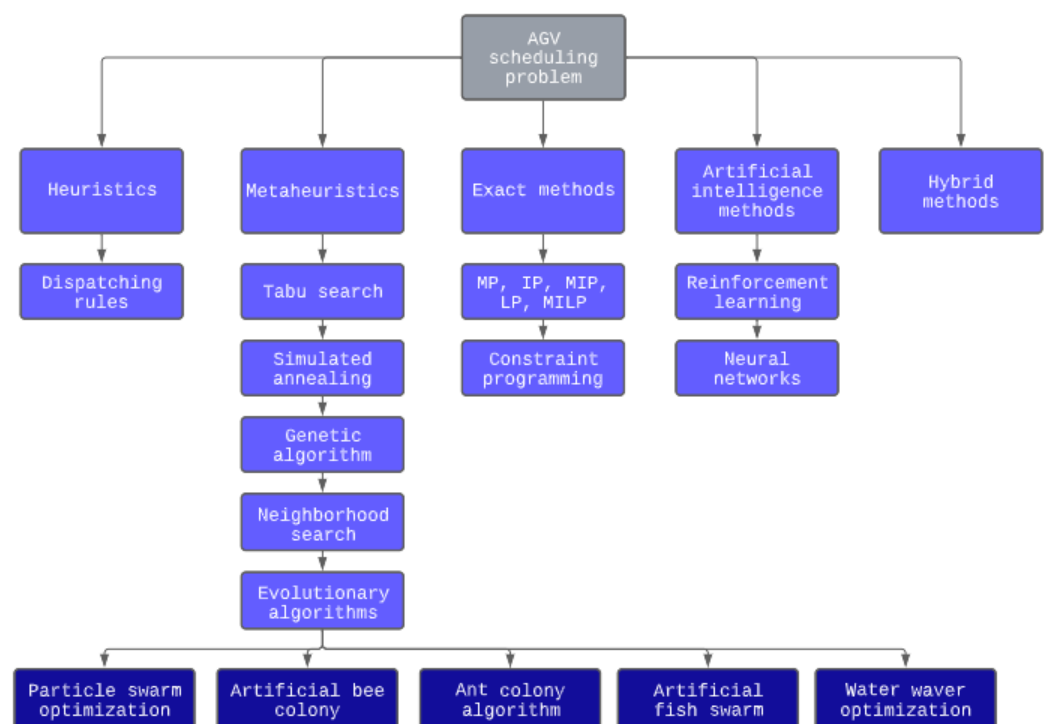 AGV
scheduling
problem
Heuristics
Metaheuristics
Exact methods
Artificial
intelligence
methods
Hybrid
methods
Dispatching
rules
Tabu search
MP, IP, MIP,
LP, MILP
Reinforcement
learning
Simulated
annealing
Constraint
programming
Neural
networks
Genetic
algorithm
Neighborhood
search
Evolutionary
algorithms
Particle swarm
optimization
Artificial bee
colony
Ant colony
algorithm
Artificial
fish swarm
Water waver
optimization